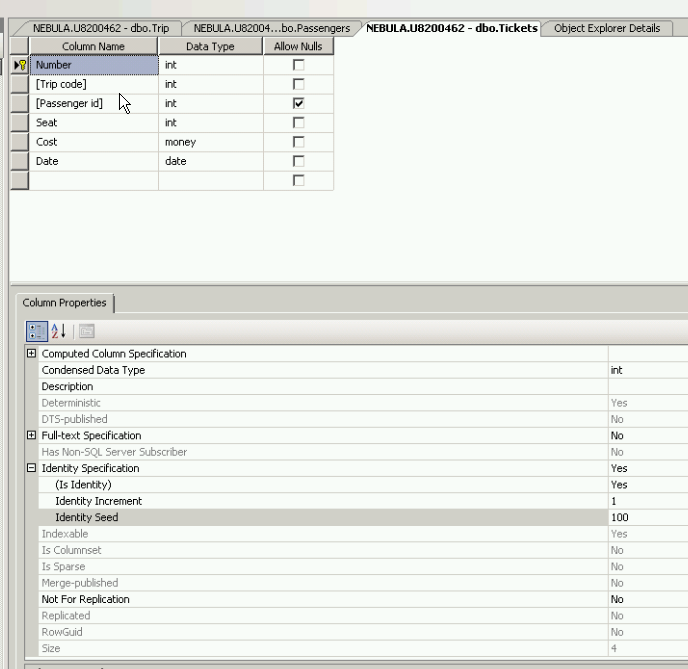 NEBULA.U8200462 - dbo.Trip NEBULA.U82004...bo.Passengers NEBULA.U8200462 - dbo.Tickets Object Explorer Details
Column Name Data Type Allow Nulls
Number int
[Trip code] int
[Passenger id] int
Seat int
Cost money
Date date
Column Properties
Computed Column Specification
Condensed Data Type int
Description
Deterministic Yes
DTS-published No
Full-text Specification No
Has Non-SQL Server Subscriber No
Identity Specification Yes
(Is Identity) Yes
Identity Increment 1
Identity Seed 100
Indexable Yes
Is Columnset No
Is Sparse No
Merge-published No
Not For Replication No
Replicated No
RowGuid No
Size 4